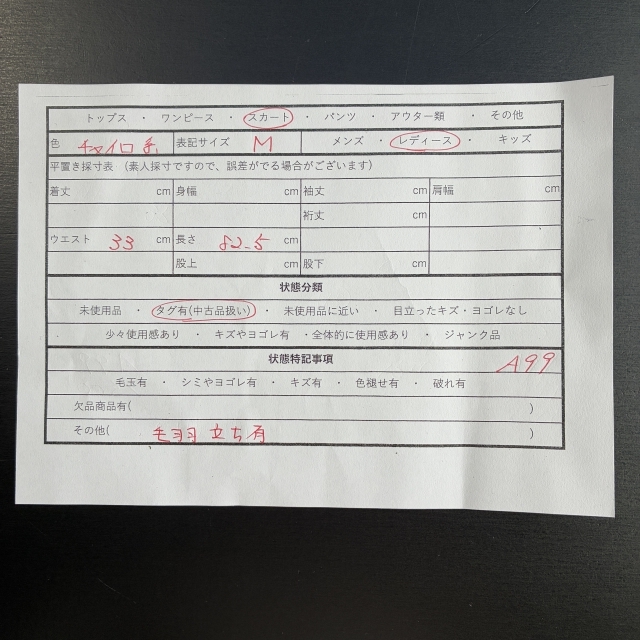 トップス ・ ワンピース ・ スカート ・ パンツ ・ アウター類 ・ その他
色 チャイロ系 表記サイズ M メンズ ・ レディース ・ キッズ
平置き採寸表 (素人採寸ですので、誤差がでる場合がございます)
着丈 cm 身幅 cm 袖丈 cm 肩幅 cm
裄丈 cm
ウエスト 33 cm 長さ 82.5 cm
股上 cm 股下 cm
状態分類
未使用品 ・ タグ有(中古品扱い) ・ 未使用品に近い ・ 目立ったキズ・ヨゴレなし
少々使用感あり ・ キズやヨゴレ有 ・全体的に使用感あり ・ ジャンク品
状態特記事項 A99
毛玉有 ・ シミやヨゴレ有 ・ キズ有 ・ 色褪せ有 ・ 破れ有
欠品商品有( )
その他( 毛羽立ち有 )